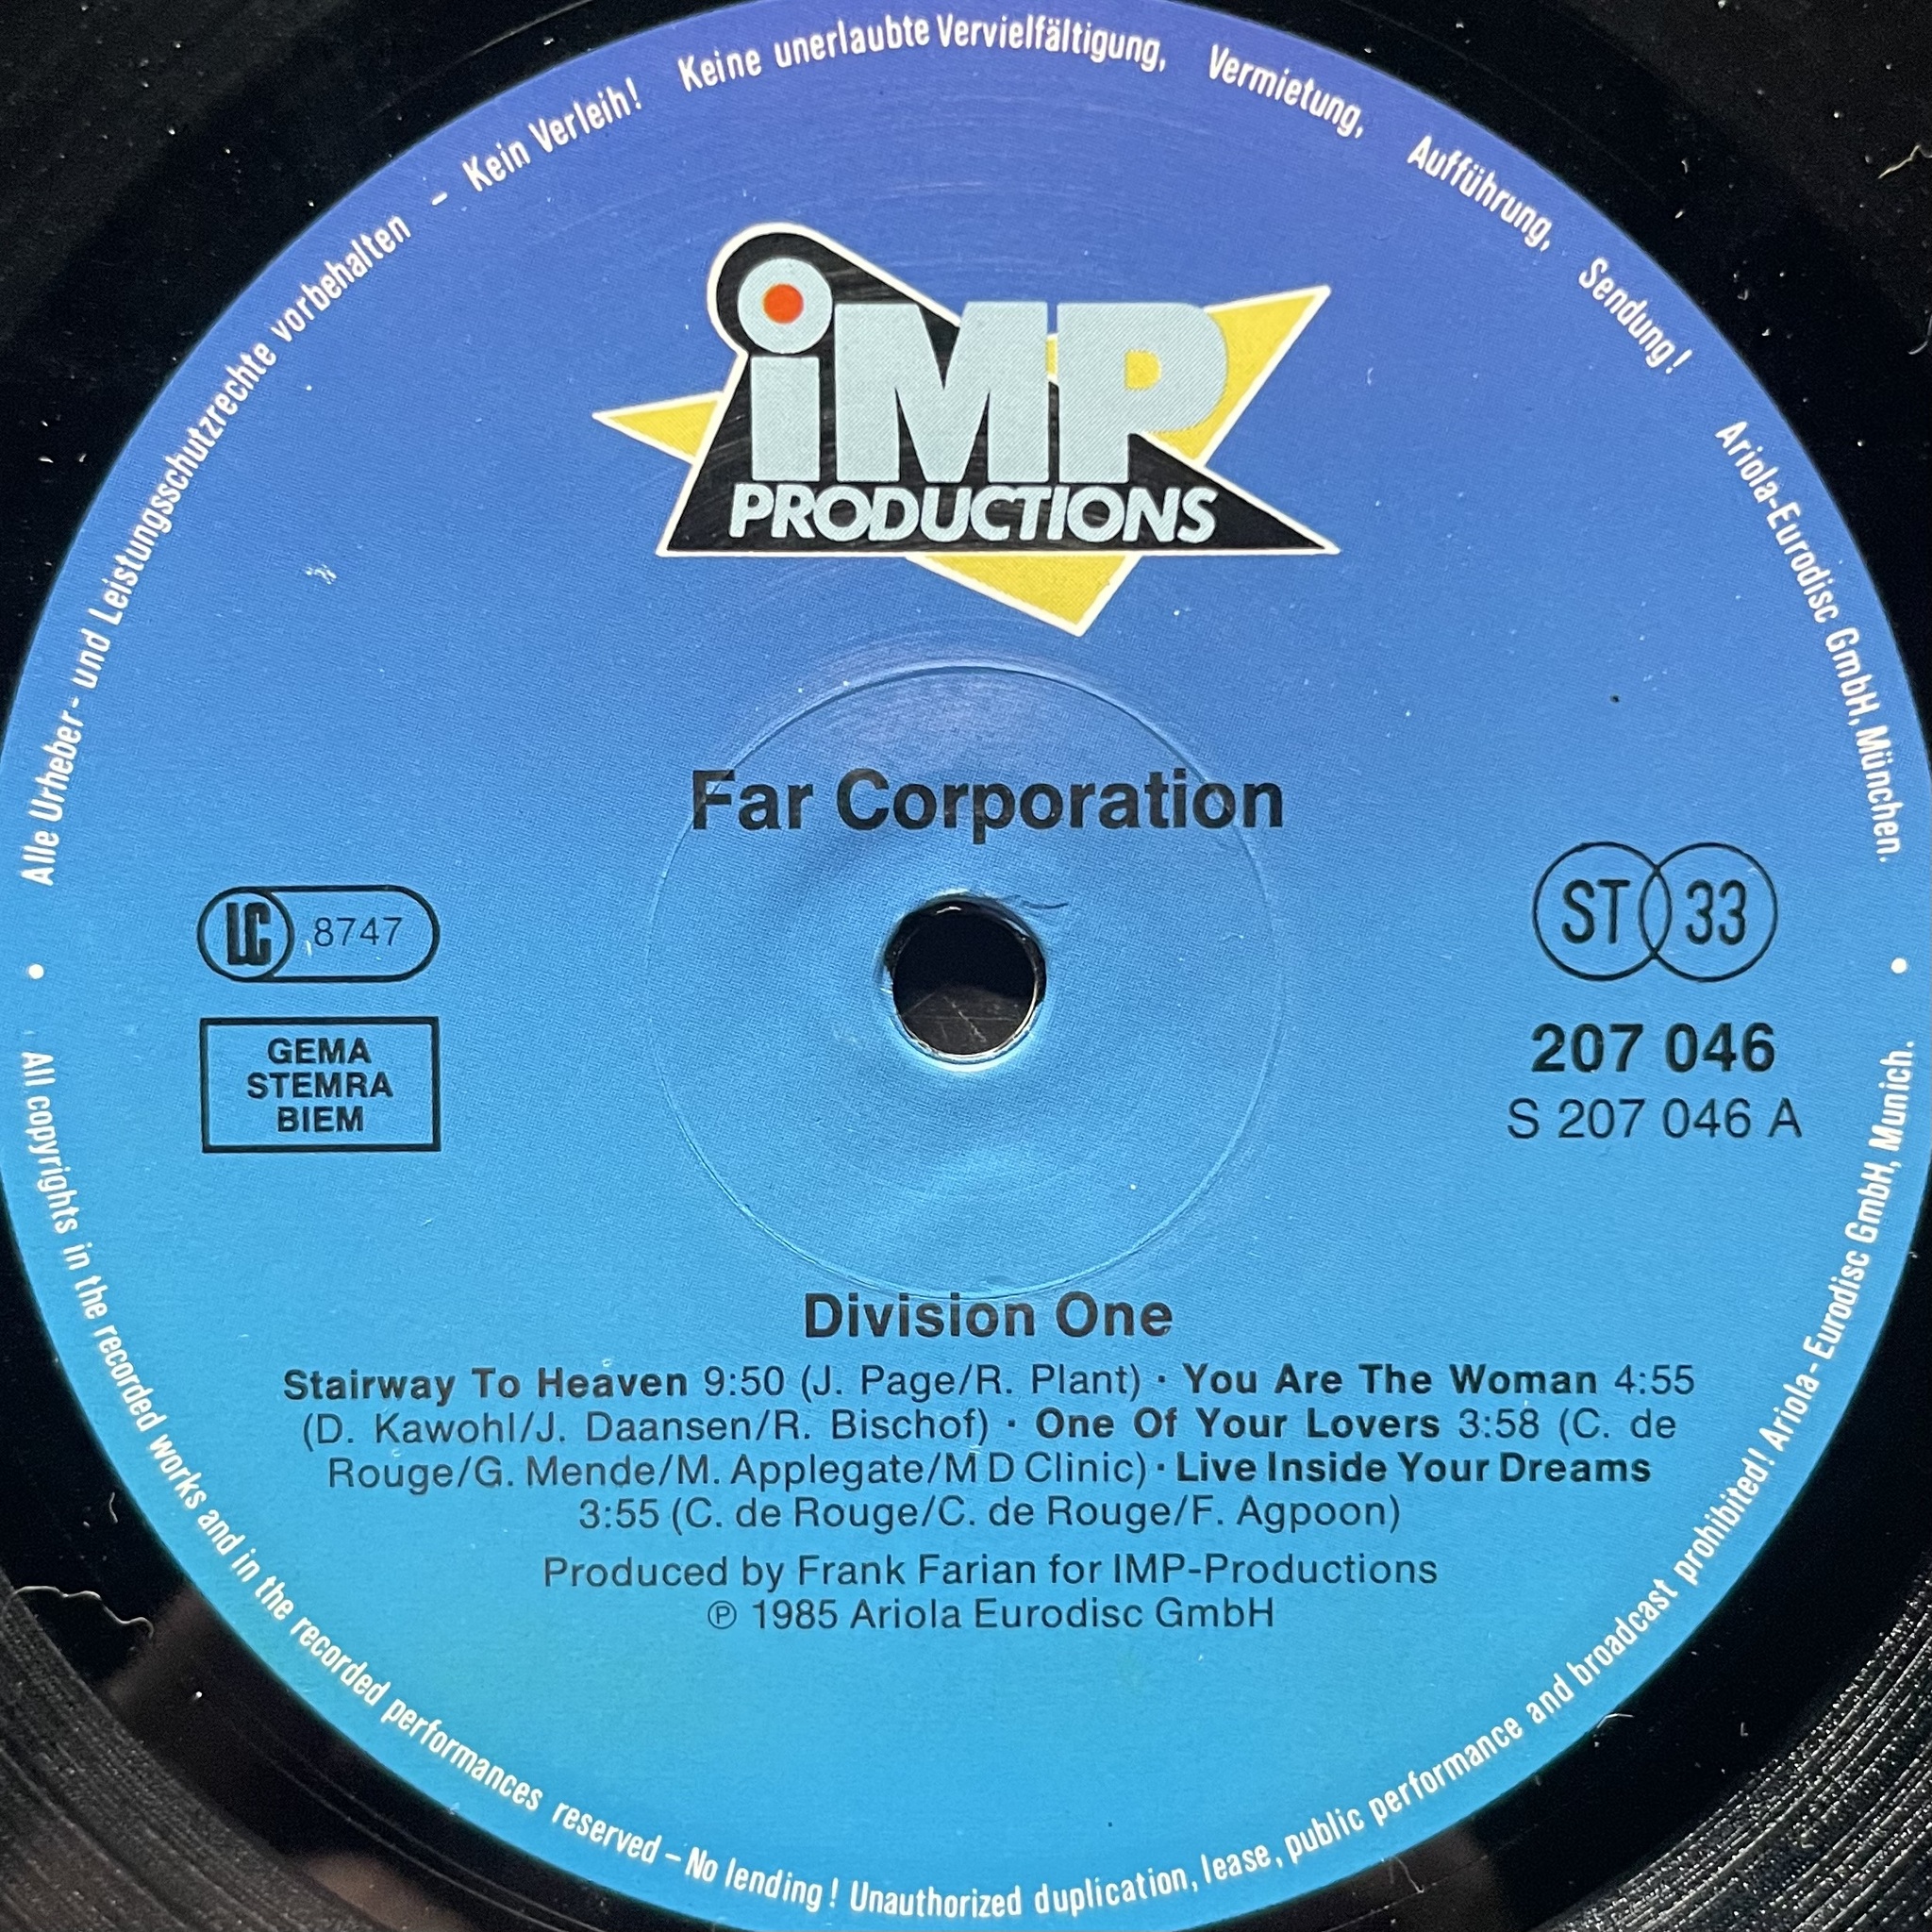 Alle Urheber- und Leistungsschutzrechte vorbehalten – Kein Verleih! Keine unerlaubte Vervielfältigung, Vermietung, Aufführung, Sendung! Ariola-Eurodisc GmbH, München.
iMP
PRODUCTIONS
Far Corporation
LC 8747
ST 33
GEMA
STEMRA
BIEM
207 046
S 207 046 A
Division One
Stairway To Heaven 9:50 (J. Page/R. Plant) · You Are The Woman 4:55
(D. Kawohl/J. Daansen/R. Bischof) · One Of Your Lovers 3:58 (C. de
Rouge/G. Mende/M. Applegate/M D Clinic) · Live Inside Your Dreams
3:55 (C. de Rouge/C. de Rouge/F. Agpoon)
Produced by Frank Farian for IMP-Productions
℗ 1985 Ariola Eurodisc GmbH
All copyrights in the recorded works and in the recorded performances reserved – No lending! Unauthorized duplication, lease, public performance and broadcast prohibited! Ariola-Eurodisc GmbH, Munich.